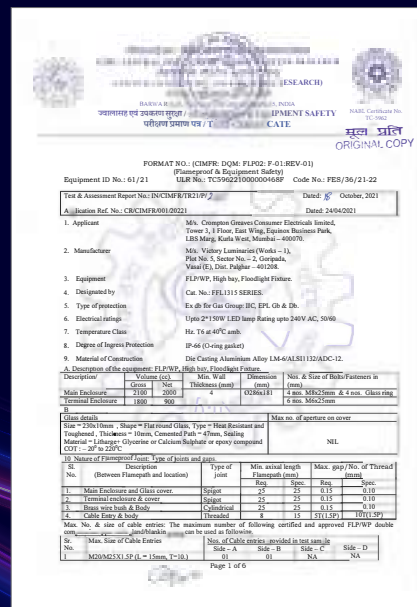 ESEARCH)
BARWA R 5, INDIA
ज्वालासह एवं उपकरण सुरक्षा / IPMENT SAFETY
परीक्षण प्रमाण पत्र / T CATE
NABL Certificate No.
TC-5962
मूल प्रति
ORIGINAL COPY
FORMAT NO.: (CIMFR: DQM: FLP02: F-01:REV-01)
(Flameproof & Equipment Safety)
Equipment ID No.: 61/21 ULR No.: TC596221000000468F Code No.: FES/36/21-22
Test & Assessment Report No.: IN/CIMFR/TR21/P/ Dated: 18 October, 2021
A lication Ref. No.: CR/CIMFR/001/20221 Dated: 24/04/2021
1. Applicant M/s. Crompton Greaves Consumer Electricals limited,
Tower 3, 1 Floor, East Wing, Equinox Business Park,
LBS Marg, Kurla West, Mumbai – 400070.
2. Manufacturer M/s. Victory Luminaries (Works – 1),
Plot No. 5, Sector No. – 2, Goripada,
Vasai (E), Dist. Palghar – 401208.
3. Equipment FLP/WP, High bay, Floodlight Fixture.
4. Designated by Cat. No.: FFL1315 SERIES.
5. Type of protection Ex db for Gas Group: IIC, EPL Gb & Db.
6. Electrical ratings Upto 2*150W LED lamp Rating upto 240V AC, 50/60
7. Temperature Class Hz. T6 at 40°C amb.
8. Degree of Ingress Protection IP-66 (O-ring gasket)
9. Material of Construction Die Casting Aluminium Alloy LM-6/ALSI1132/ADC-12.
A. Description of the equipment: FLP/WP, High bay, Floodlight Fixture.
Description/ Volume (cc). Min. Wall Dimension Nos. & Size of Bolts/Fasteners in
Gross Net Thickness (mm) (mm) (mm)
Main Enclosure 2100 2000 4 Ø286x181 4 nos. M8x25mm & 4 nos. Glass ring
Terminal Enclosure 1800 900 6 nos. M6x25mm
B
Glass details Max no. of aperture on cover
Size = 230x10mm , Shape = Flat round Glass, Type = Heat Resistant and
Toughened , Thickness = 10mm, Cemented Path = 47mm, Sealing
Material = Litharge+ Glycerine or Calcium Sulphate or epoxy compound NIL
COT : – 20° to 220°C
10 Nature of Flameproof Joint: Type of joints and gaps.
Sl. Description Type of Min. axial length Max. gap/No. of Thread
No. (Between Flamepath and location) joint Flamepath (mm) (mm)
Req. Spec. Req. Spec.
1. Main Enclosure and Glass cover. Spigot 25 25 0.15 0.10
2. Terminal enclosure & cover Spigot 25 25 0.15 0.10
3. Brass wire bush & Body Cylindrical 25 25 0.15 0.10
4. Cable Entry & body Threaded 8 15 5T(1.5P) 10T(1.5P)
Max. No. & size of cable entries: The maximum number of following certified and approved FLP/WP double
com land/blankin can be used as follows.
Sr. Max. Size of Cable Entries Nos. of Cable entries provided in test sample
No. Side – A Side – B Side – C Side – D
1 M20/M25X1.5P (L = 15mm, T=10.) 01 01 NA NA
Page 1 of 6